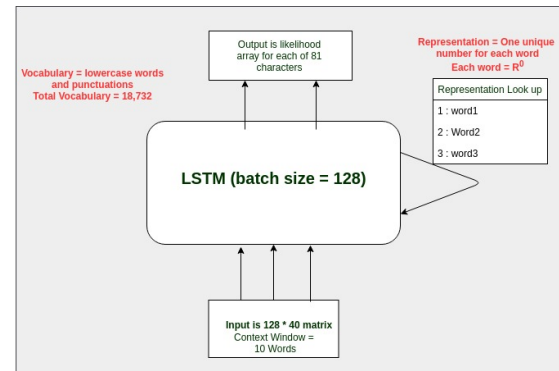 Output is likelihood
array for each of 81
characters
Representation = One unique
number for each word
Each word = R⁰
Vocabulary = lowercase words
and punctuations
Total Vocabulary = 18,732
Representation Look up
1 : word1
2 : Word2
3 : word3
LSTM (batch size = 128)
Input is 128 * 40 matrix
Context Window =
10 Words